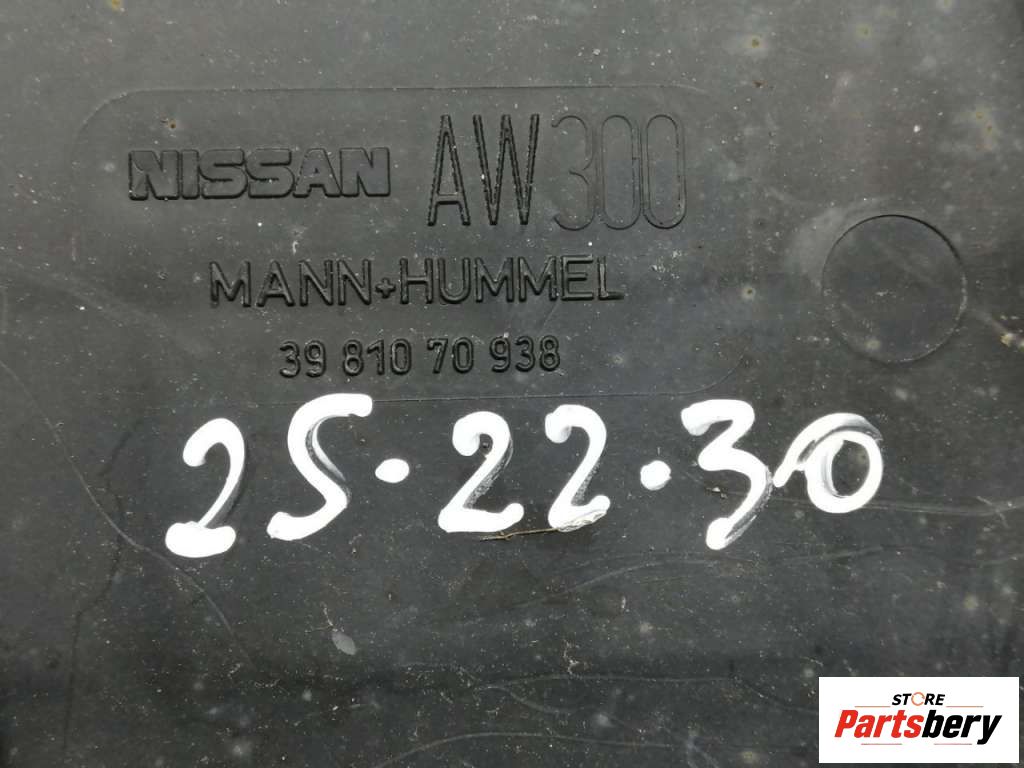 NISSAN AW300
MANN+HUMMEL
39 810 70 938
25.22.30
STORE
Partsbery